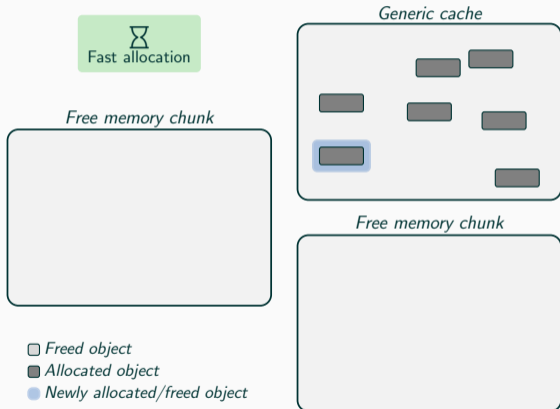 Generic cache
Fast allocation
Free memory chunk
Free memory chunk
Freed object
Allocated object
Newly allocated/freed object